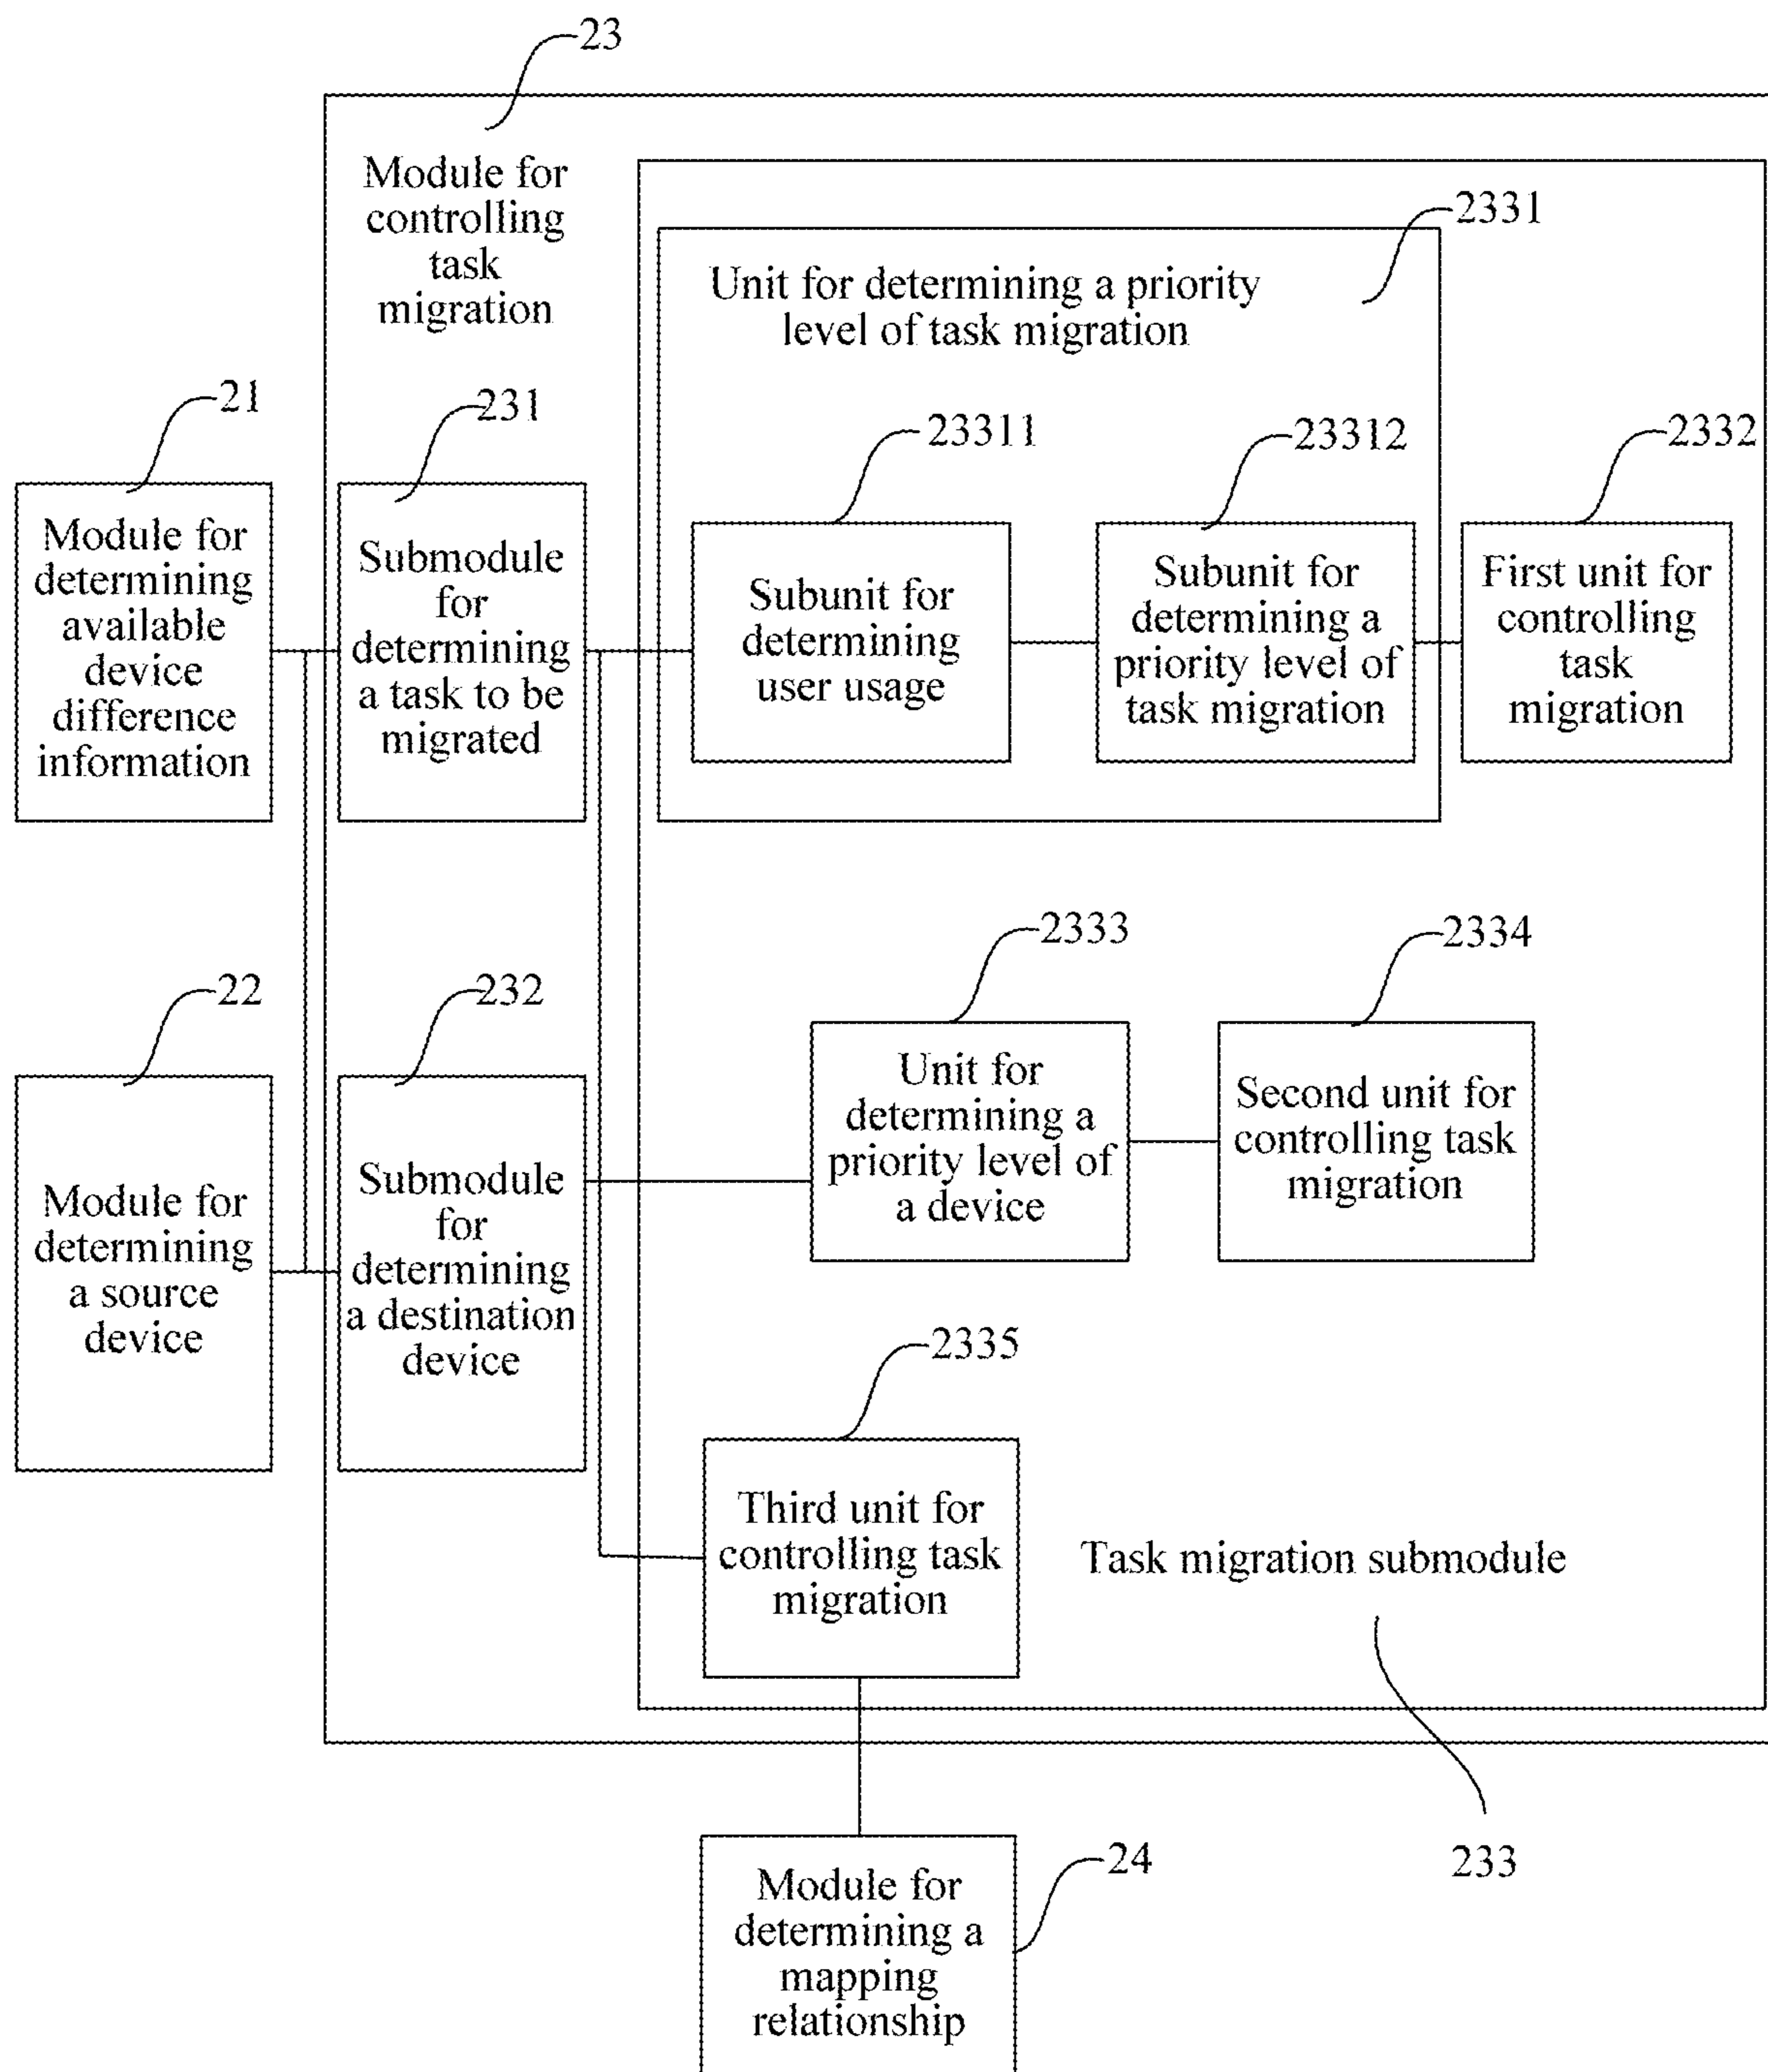 23
Module for
controlling
task
migration
2331
Unit for determining a priority
level of task migration
21
231
23311
23312
2332
Module for
determining
available
device
difference
information
Submodule
for
determining
a task to be
migrated
Subunit for
determining
user usage
Subunit for
determining a
priority level of
task migration
First unit for
controlling
task
migration
2333
2334
22
232
Unit for
determining a
priority level of
a device
Second unit for
controlling task
migration
Module for
determining
a source
device
Submodule
for
determining
a destination
device
2335
Third unit for
controlling task
migration
Task migration submodule
233
24
Module for
determining a
mapping
relationship